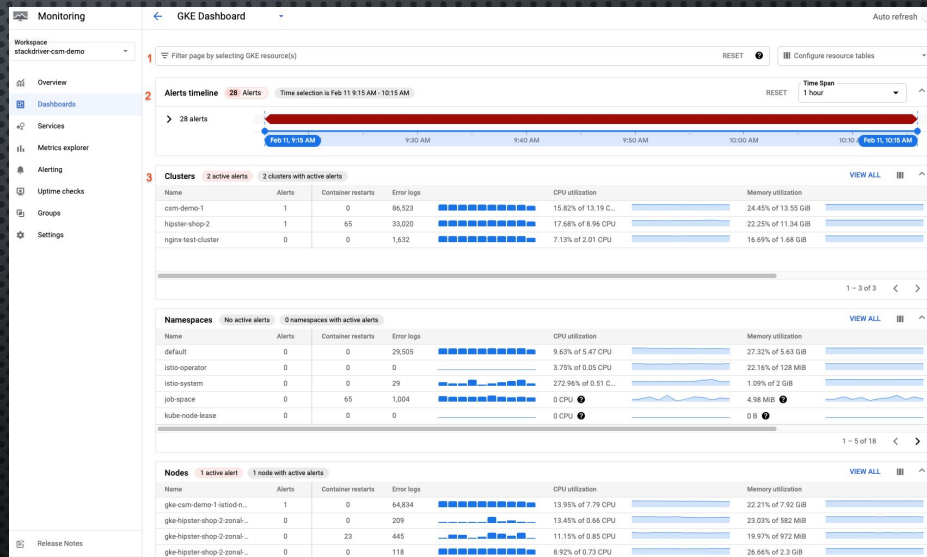 Monitoring
GKE Dashboard
Auto refresh
Workspace
stackdriver-csm-demo
Overview
Dashboards
Services
Metrics explorer
Alerting
Uptime checks
Groups
Settings
Release Notes
1
Filter page by selecting GKE resource(s)
RESET
Configure resource tables
2
Alerts timeline 28 Alerts Time selection is Feb 11 9:15 AM - 10:15 AM
RESET
Time Span
1 hour
28 alerts
Feb 11, 9:15 AM 9:30 AM 9:40 AM 9:50 AM 10:00 AM 10:10 Feb 11, 10:15 AM
3
Clusters 2 active alerts 2 clusters with active alerts VIEW ALL
Name Alerts Container restarts Error logs CPU utilization Memory utilization
csm-demo-1 1 0 86,523 15.82% of 13.19 C... 24.45% of 13.55 GiB
hipster-shop-2 1 65 33,020 17.68% of 8.96 CPU 22.25% of 11.34 GiB
nginx-test-cluster 0 0 1,632 7.13% of 2.01 CPU 16.69% of 1.68 GiB
1 – 3 of 3
Namespaces No active alerts 0 namespaces with active alerts VIEW ALL
Name Alerts Container restarts Error logs CPU utilization Memory utilization
default 0 0 29,505 9.63% of 5.47 CPU 27.32% of 5.63 GiB
istio-operator 0 0 0 3.75% of 0.05 CPU 22.16% of 128 MiB
istio-system 0 0 29 272.96% of 0.51 C... 1.09% of 2 GiB
job-space 0 65 1,004 0 CPU 4.98 MiB
kube-node-lease 0 0 0 0 CPU 0 B
1 – 5 of 18
Nodes 1 active alert 1 node with active alerts VIEW ALL
Name Alerts Container restarts Error logs CPU utilization Memory utilization
gke-csm-demo-1-istiod-n... 1 0 64,834 13.95% of 7.79 CPU 22.21% of 7.92 GiB
gke-hipster-shop-2-zonal-... 0 0 209 13.45% of 0.66 CPU 23.03% of 582 MiB
gke-hipster-shop-2-zonal-... 0 23 445 11.15% of 0.85 CPU 19.97% of 972 MiB
gke-hipster-shop-2-zonal-... 0 0 118 8.92% of 0.73 CPU 26.66% of 2.3 GiB